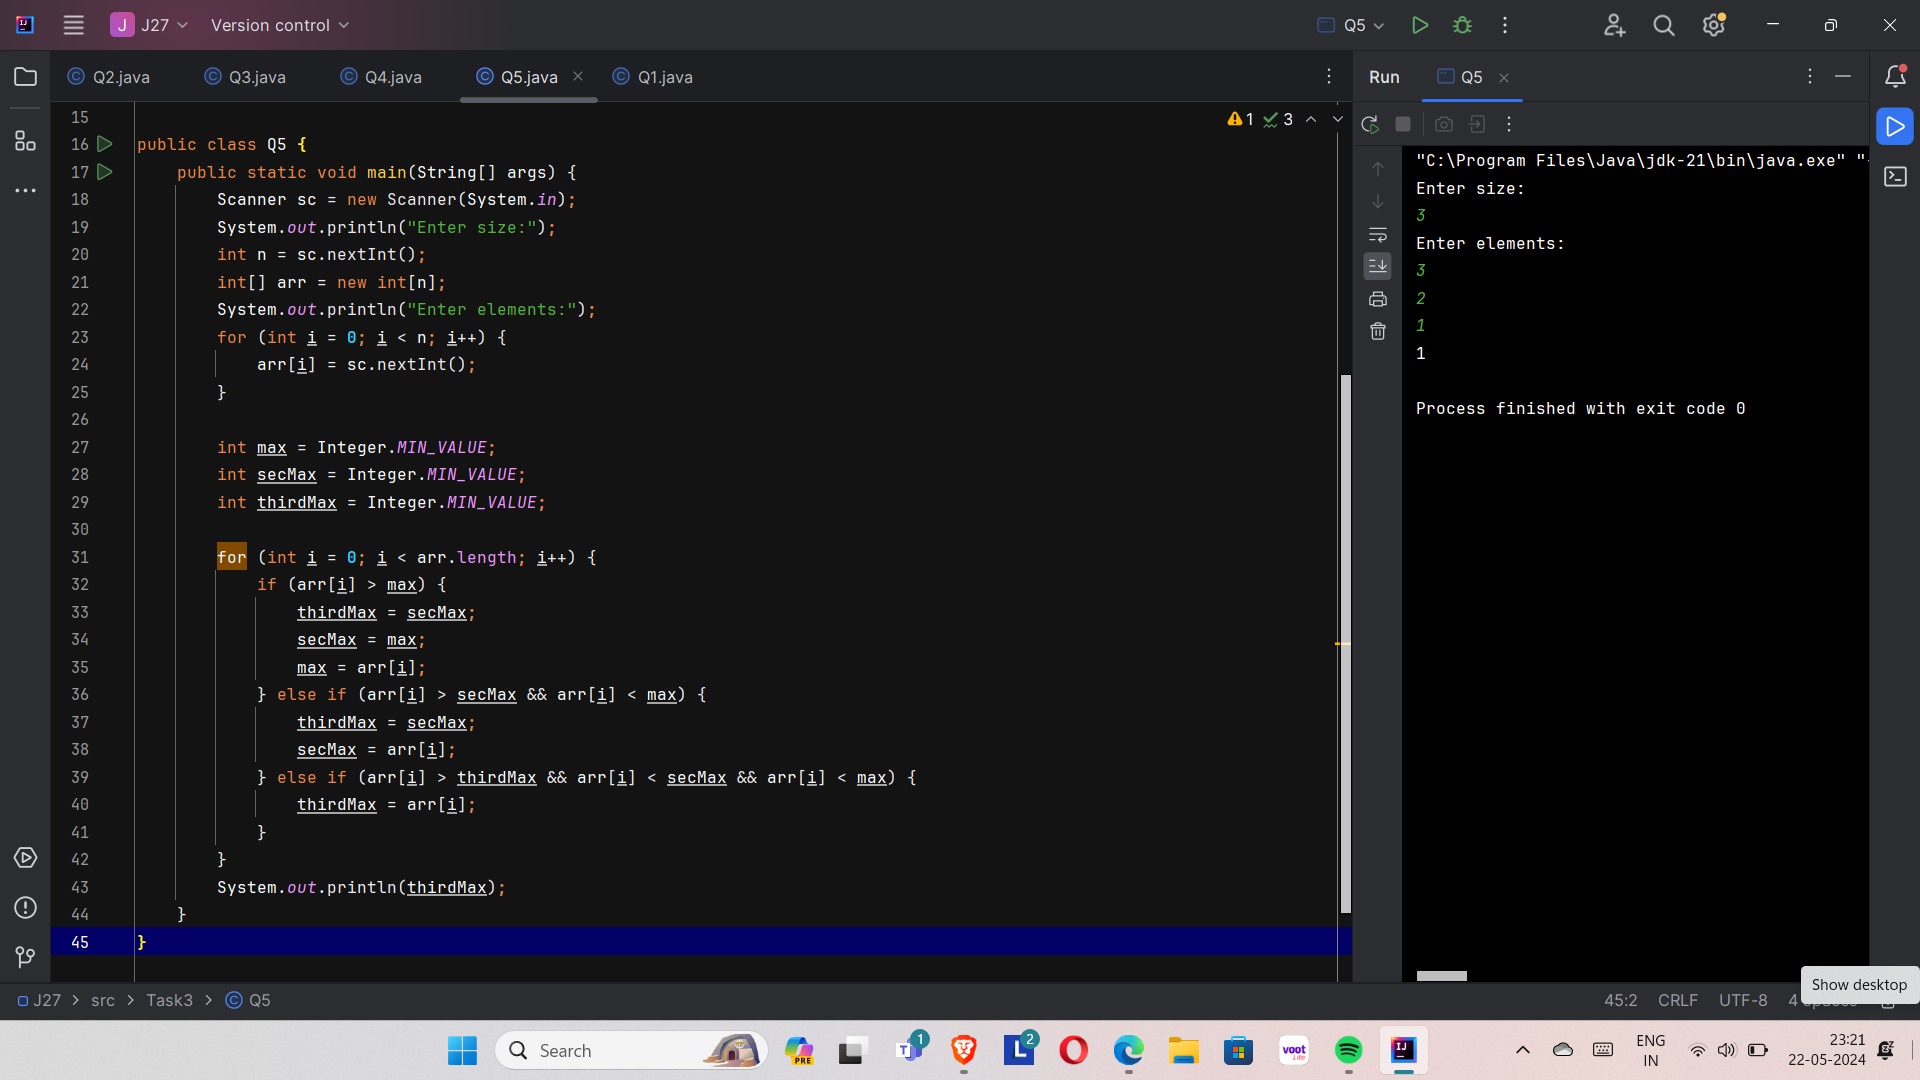 J J27 Version control Q5
Q2.java Q3.java Q4.java Q5.java Q1.java
Run Q5
1 3
15
16 public class Q5 {
17 public static void main(String[] args) {
18 Scanner sc = new Scanner(System.in);
19 System.out.println("Enter size:");
20 int n = sc.nextInt();
21 int[] arr = new int[n];
22 System.out.println("Enter elements:");
23 for (int i = 0; i < n; i++) {
24 arr[i] = sc.nextInt();
25 }
26
27 int max = Integer.MIN_VALUE;
28 int secMax = Integer.MIN_VALUE;
29 int thirdMax = Integer.MIN_VALUE;
30
31 for (int i = 0; i < arr.length; i++) {
32 if (arr[i] > max) {
33 thirdMax = secMax;
34 secMax = max;
35 max = arr[i];
36 } else if (arr[i] > secMax && arr[i] < max) {
37 thirdMax = secMax;
38 secMax = arr[i];
39 } else if (arr[i] > thirdMax && arr[i] < secMax && arr[i] < max) {
40 thirdMax = arr[i];
41 }
42 }
43 System.out.println(thirdMax);
44 }
45 }
"C:\Program Files\Java\jdk-21\bin\java.exe" "
Enter size:
3
Enter elements:
3
2
1
1
Process finished with exit code 0
Show desktop
J27 > src > Task3 > Q5
45:2 CRLF UTF-8 4
Search
PRE
1
2
voot
ENG
IN
23:21
22-05-2024